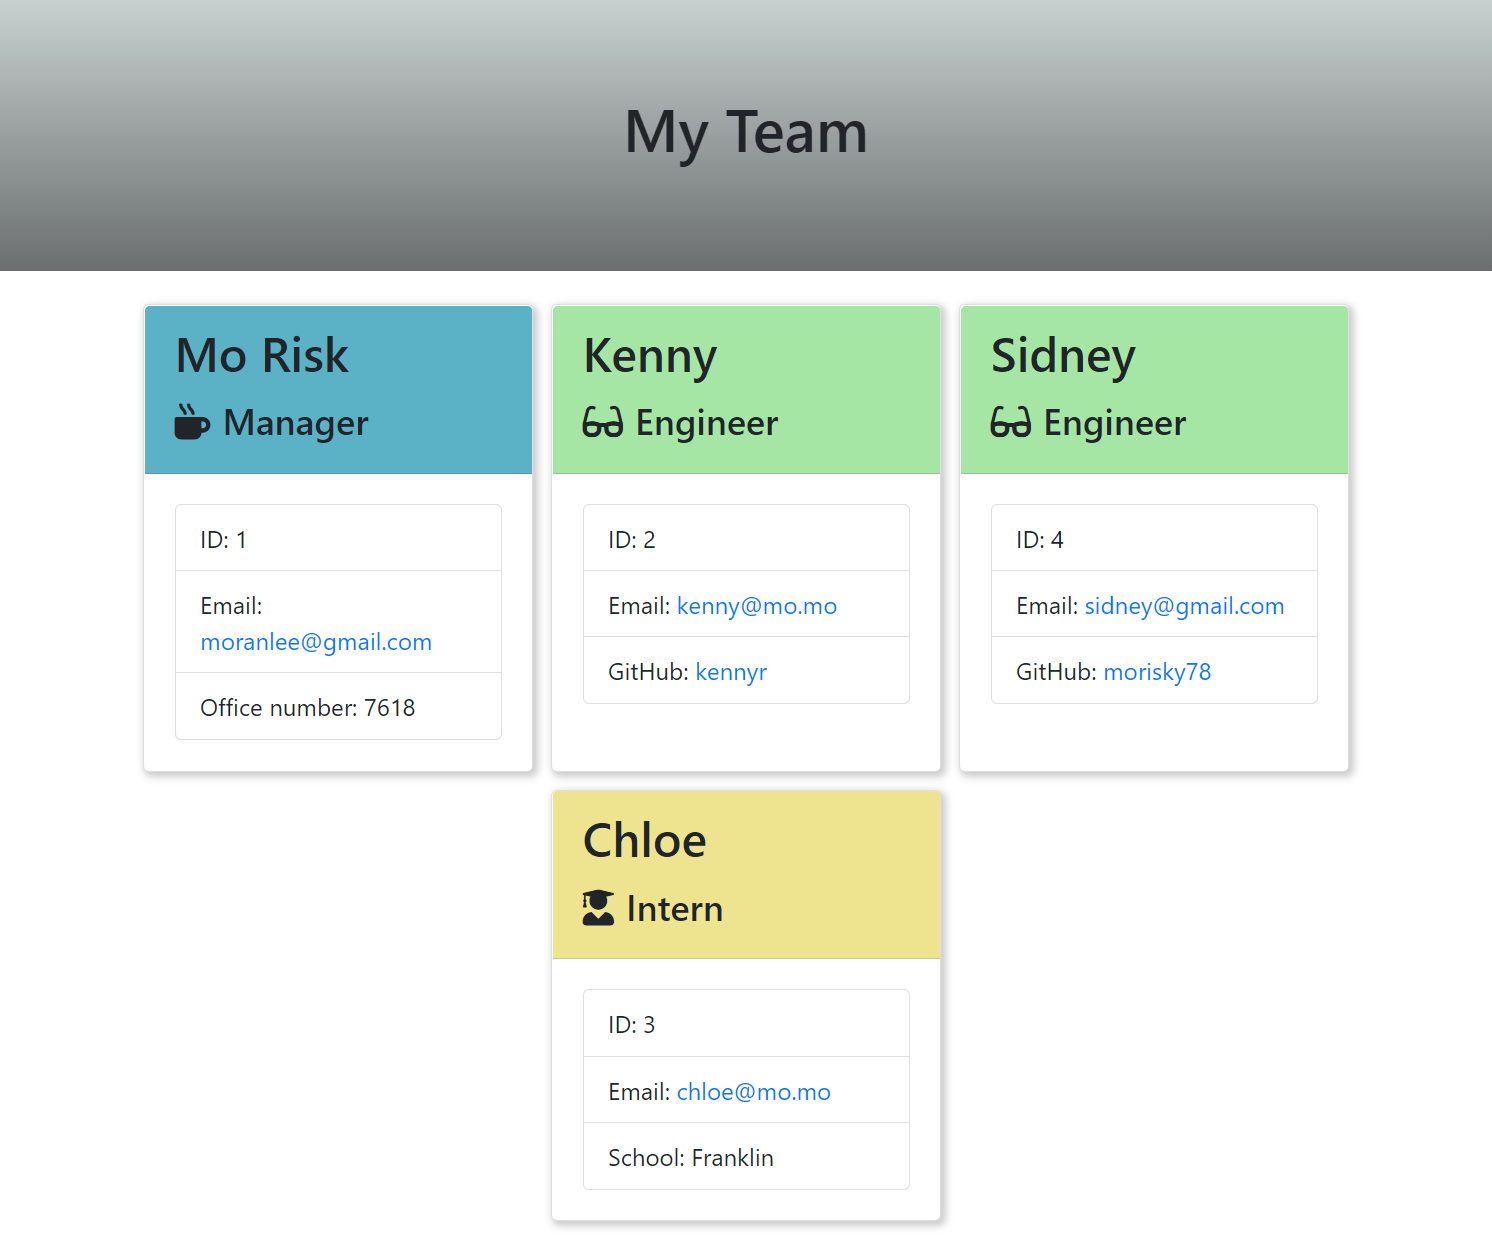 My Team
Mo Risk
Manager
ID: 1
Email:
moranlee@gmail.com
Office number: 7618
Kenny
Engineer
ID: 2
Email: kenny@mo.mo
GitHub: kennyr
Sidney
Engineer
ID: 4
Email: sidney@gmail.com
GitHub: morisky78
Chloe
Intern
ID: 3
Email: chloe@mo.mo
School: Franklin